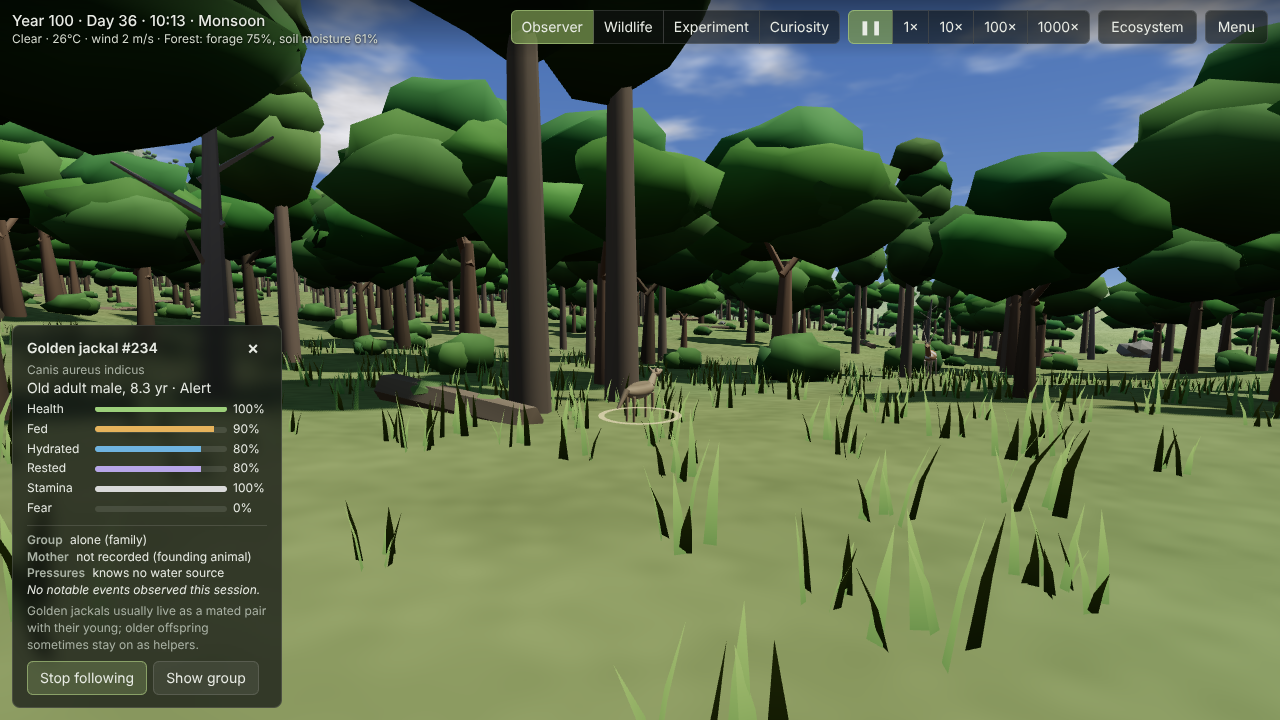 Year 100 · Day 36 · 10:13 · Monsoon
Clear · 26°C · wind 2 m/s · Forest: forage 75%, soil moisture 61%
Observer Wildlife Experiment Curiosity ❚❚ 1× 10× 100× 1000× Ecosystem Menu
Golden jackal #234 ×
Canis aureus indicus
Old adult male, 8.3 yr · Alert
Health 100%
Fed 90%
Hydrated 80%
Rested 80%
Stamina 100%
Fear 0%
Group alone (family)
Mother not recorded (founding animal)
Pressures knows no water source
No notable events observed this session.
Golden jackals usually live as a mated pair
with their young; older offspring
sometimes stay on as helpers.
Stop following Show group